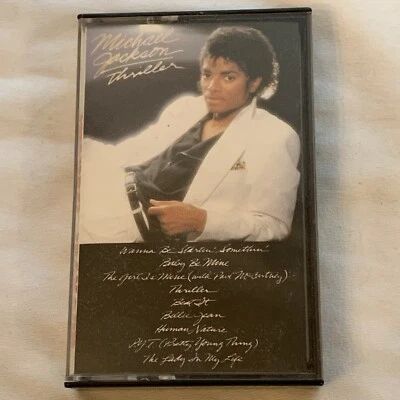 Michael
Jackson
Thriller
Wanna Be Startin' Somethin'
Baby Be Mine
The Girl Is Mine (with Paul McCartney)
Thriller
Beat It
Billie Jean
Human Nature
P.Y.T. (Pretty Young Thing)
The Lady In My Life